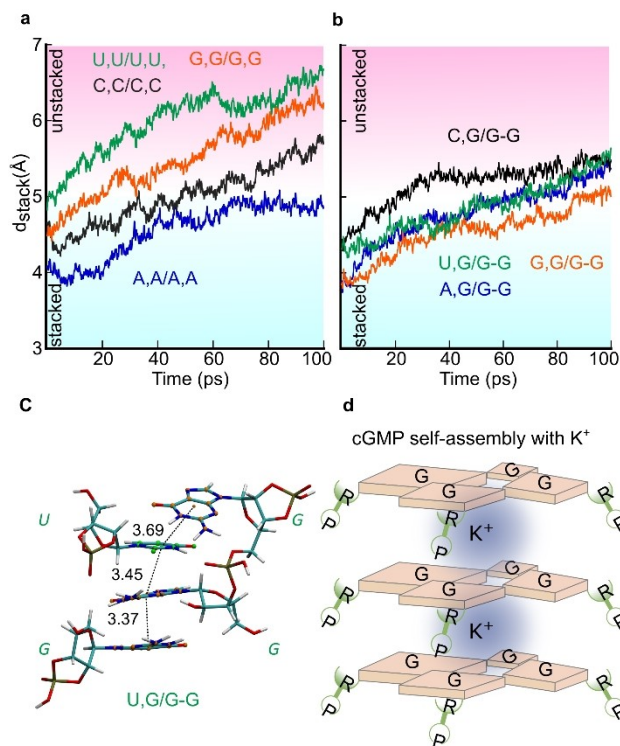 a
b
7
6
5
4
3
dstack(Å)
unstacked
stacked
U,U/U,U,
G,G/G,G
C,C/C,C
A,A/A,A
20
40
60
80
100
Time (ps)
unstacked
stacked
C,G/G-G
U,G/G-G
G,G/G-G
A,G/G-G
20
40
60
80
100
Time (ps)
C
U
G
3.69
3.45
3.37
G
G
U,G/G-G
d
cGMP self-assembly with K+
G
G
G
G
R
P
R
P
R
P
K+
G
G
G
G
R
P
R
P
R
P
K+
G
G
G
G
R
P
R
P
R
P